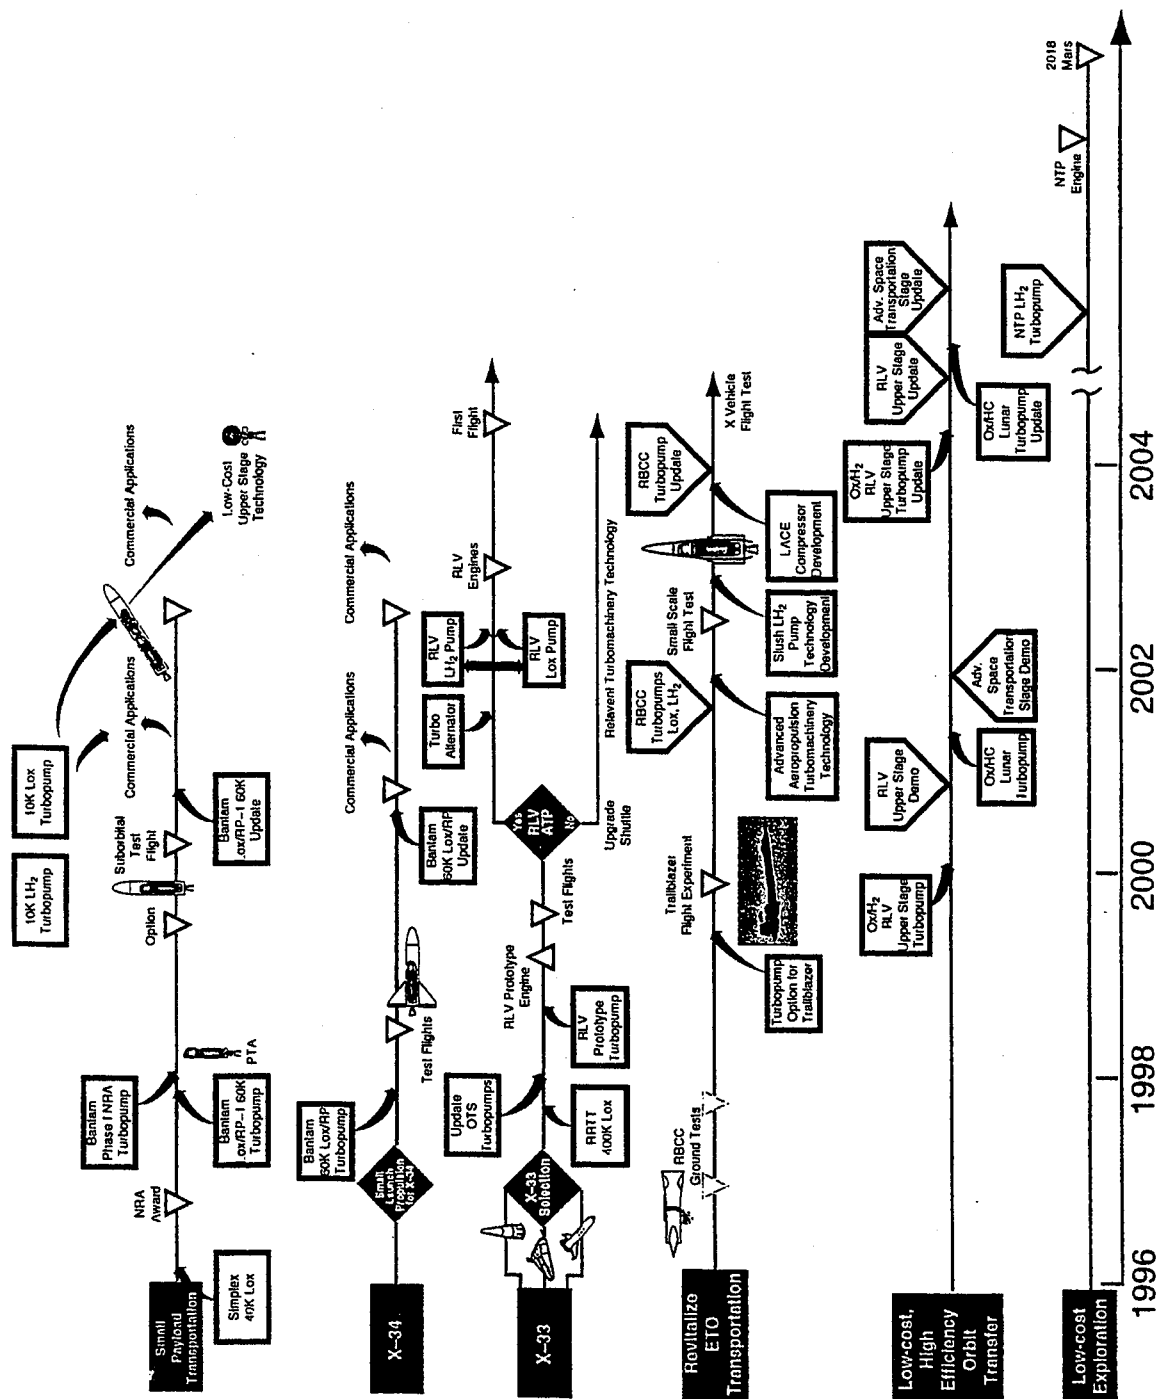 Small
Payload
Transportation
Simplex
40K Lox
NRA
Award
Bantam
Phase I NRA
Turbopump
Bantam
.ox/RP-1 60K
Turbopump
PTA
Option
10K LH₂
Turbopump
10K Lox
Turbopump
Suborbital
Test
Flight
Bantam
.ox/RP-1 60K
Update
Commercial Applications
Commercial Applications
Low-Cost
Upper Stage
Technology
X-34
Small
Launch
Propulsion
for X-34
Bantam
60K Lox/RP
Turbopump
Test Flights
Bantam
60K Lox/RP
Update
Commercial Applications
Commercial Applications
X-33
X-33
Selection
Update
OTS
Turbopumps
RRTT
400K Lox
RLV Prototype
Engine
RLV
Prototype
Turbopump
Test Flights
Yes
RLV
ATP
No
Upgrade
Shuttle
Turbo
Alternator
RLV
LH₂ Pump
RLV
Lox Pump
RLV
Engines
First
Flight
Relavent Turbomachinery Technology
Revitalize
ETO
Transportation
RBCC
Ground Tests
Turbopump
Option for
Trailblazer
Trailblazer
Flight Experiment
RBCC
Turbopumps
Lox, LH₂
Advanced
Aeropropulsion
Turbomachinery
Technology
Small Scale
Flight Test
Slush LH₂
Pump
Technology
Development
LACE
Compressor
Development
RBCC
Turbopump
Update
X Vehicle
Flight Test
Low-cost,
High
Efficiency
Orbit
Transfer
Ox/H₂
RLV
Upper Stage
Turbopump
RLV
Upper Stage
Demo
Ox/HC
Lunar
Turbopump
Adv.
Space
Transportation
Stage Demo
Ox/H₂
RLV
Upper Stage
Turbopump
Update
RLV
Upper Stage
Update
Ox/HC
Lunar
Turbopump
Update
Adv. Space
Transportation
Stage
Update
Low-cost
Exploration
NTP LH₂
Turbopump
NTP
Engine
2018
Mars
1996
1998
2000
2002
2004